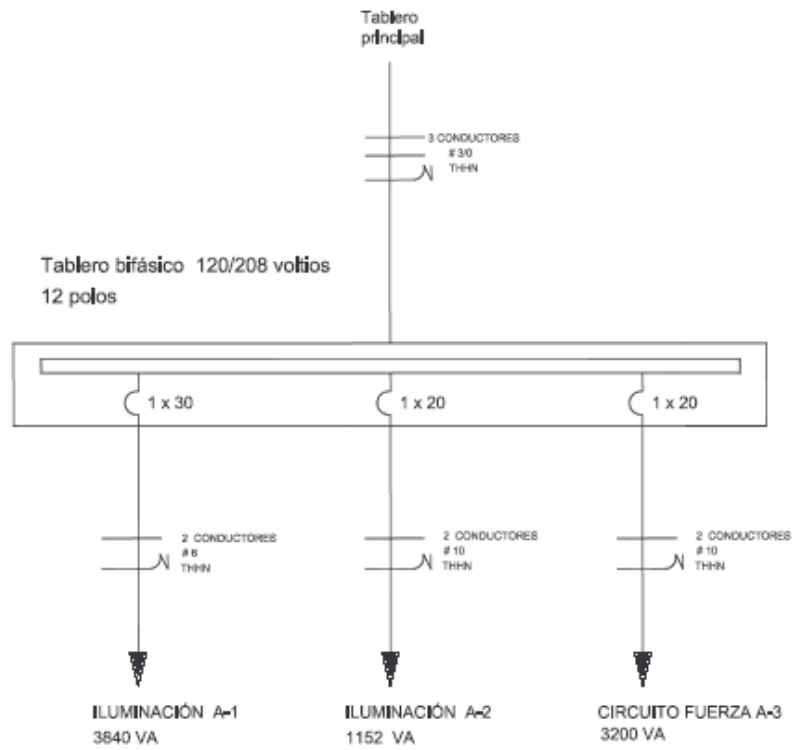 Tablero
principal
3 CONDUCTORES
# 3/0
THHN
N
Tablero bifásico 120/208 voltios
12 polos
1 x 30
1 x 20
1 x 20
2 CONDUCTORES
# 6
THHN
N
2 CONDUCTORES
# 10
THHN
N
2 CONDUCTORES
# 10
THHN
N
ILUMINACIÓN A-1
3840 VA
ILUMINACIÓN A-2
1152 VA
CIRCUITO FUERZA A-3
3200 VA